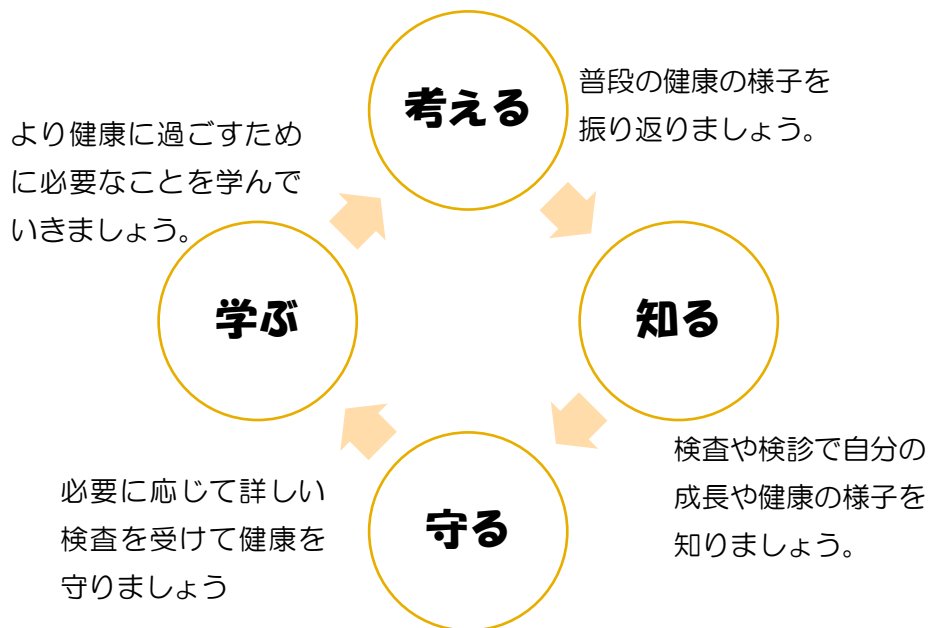 考える
普段の健康の様子を
振り返りましょう。
知る
検査や検診で自分の
成長や健康の様子を
知りましょう。
守る
必要に応じて詳しい
検査を受けて健康を
守りましょう
学ぶ
より健康に過ごすため
に必要なことを学んで
いきましょう。